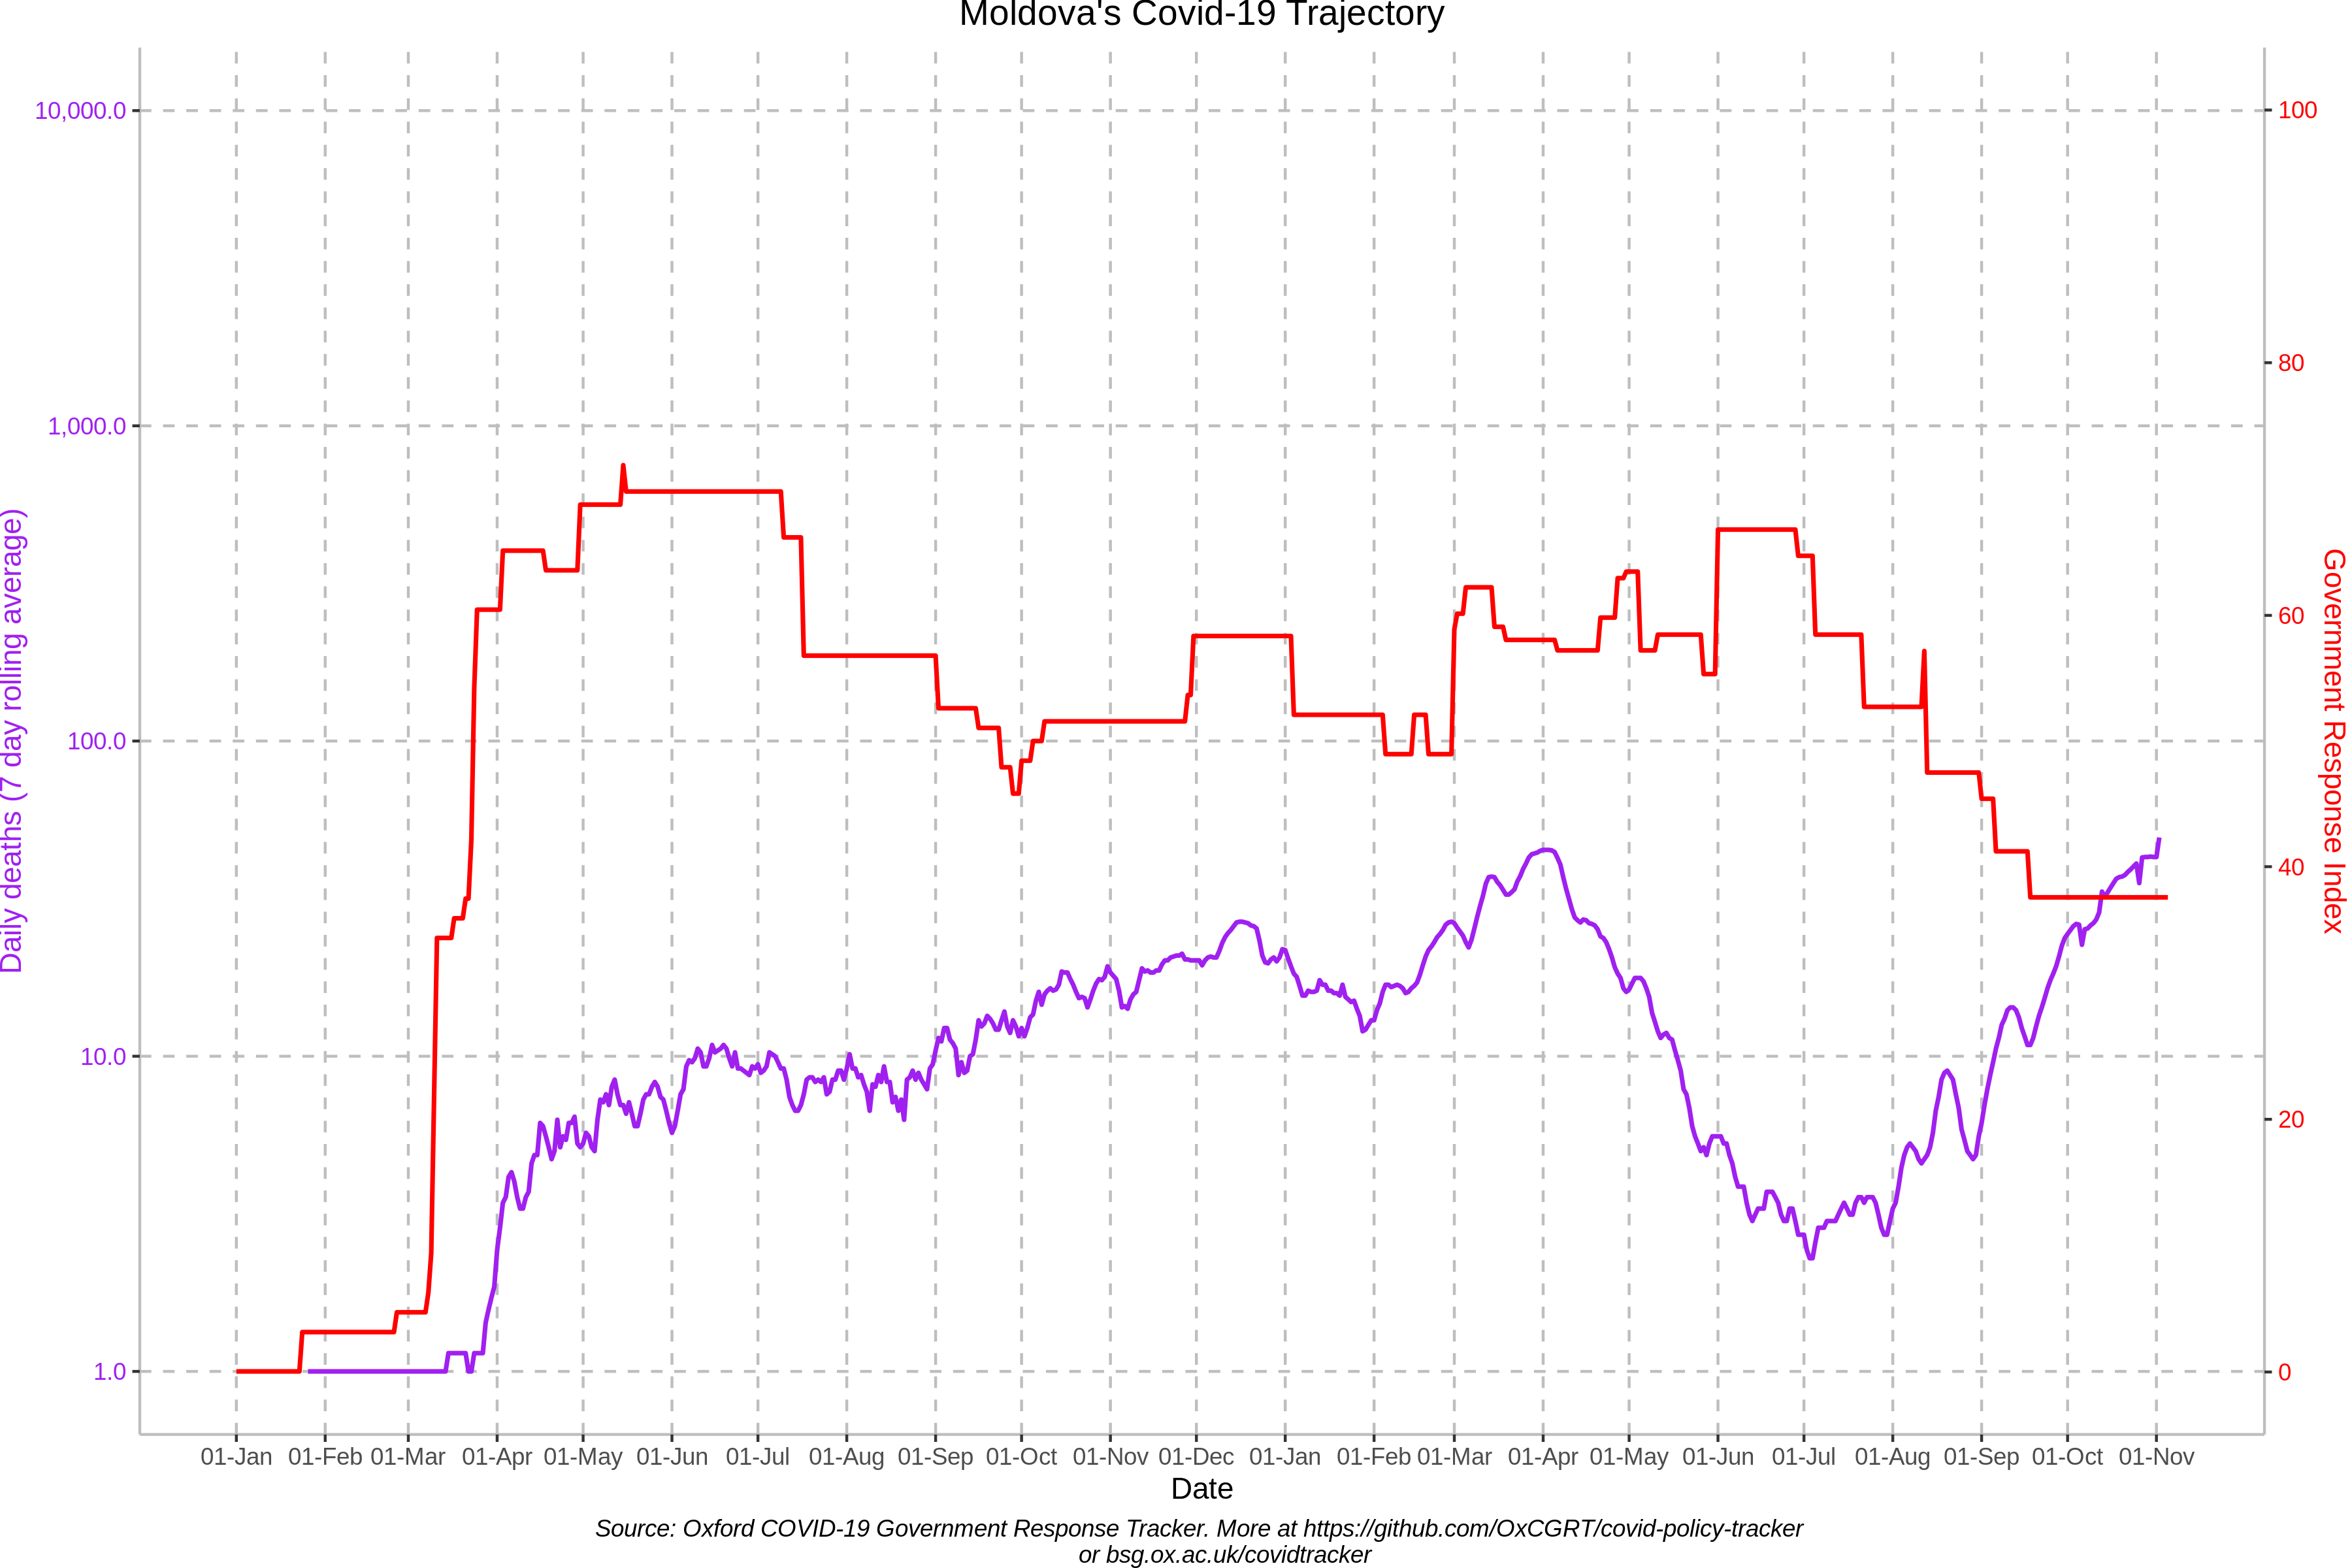 Moldova's Covid-19 Trajectory
10,000.0
1,000.0
100.0
10.0
1.0
Daily deaths (7 day rolling average)
100
80
60
40
20
0
Government Response Index
01-Jan 01-Feb 01-Mar 01-Apr 01-May 01-Jun 01-Jul 01-Aug 01-Sep 01-Oct 01-Nov 01-Dec 01-Jan 01-Feb 01-Mar 01-Apr 01-May 01-Jun 01-Jul 01-Aug 01-Sep 01-Oct 01-Nov
Date
Source: Oxford COVID-19 Government Response Tracker. More at https://github.com/OxCGRT/covid-policy-tracker
or bsg.ox.ac.uk/covidtracker